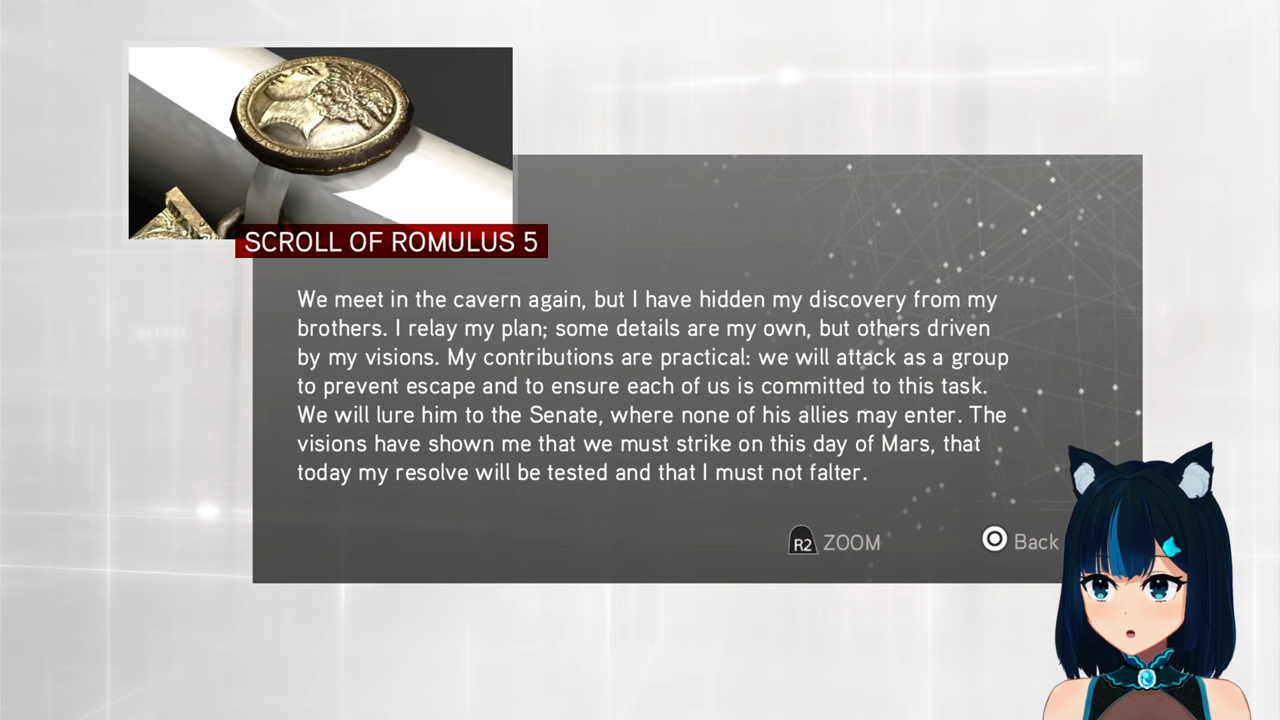 SCROLL OF ROMULUS 5
We meet in the cavern again, but I have hidden my discovery from my
brothers. I relay my plan; some details are my own, but others driven
by my visions. My contributions are practical: we will attack as a group
to prevent escape and to ensure each of us is committed to this task.
We will lure him to the Senate, where none of his allies may enter. The
visions have shown me that we must strike on this day of Mars, that
today my resolve will be tested and that I must not falter.
R2 ZOOM
Back